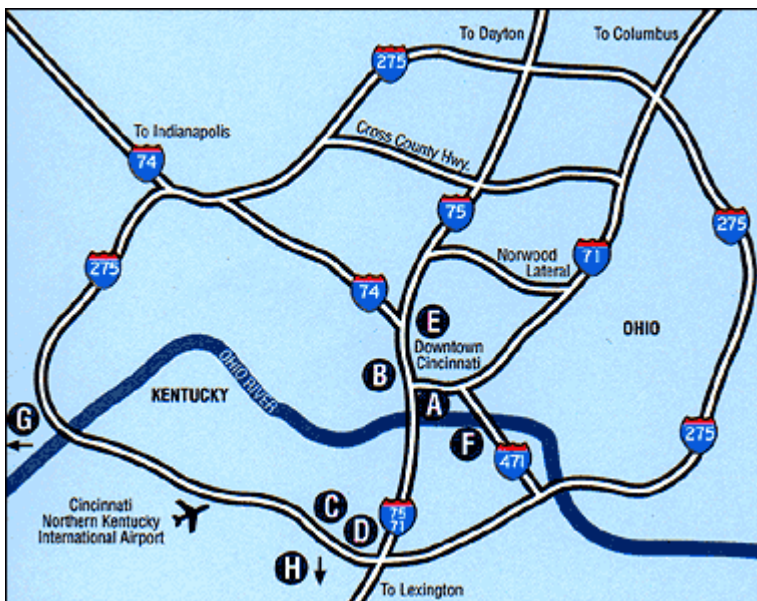 To Dayton
To Columbus
275
Cross County Hwy.
To Indianapolis
74
75
275
Norwood
Lateral
71
275
74
E
OHIO
Downtown
Cincinnati
B
OHIO RIVER
KENTUCKY
A
G
F
275
471
Cincinnati
Northern Kentucky
International Airport
C
75
71
D
H
To Lexington